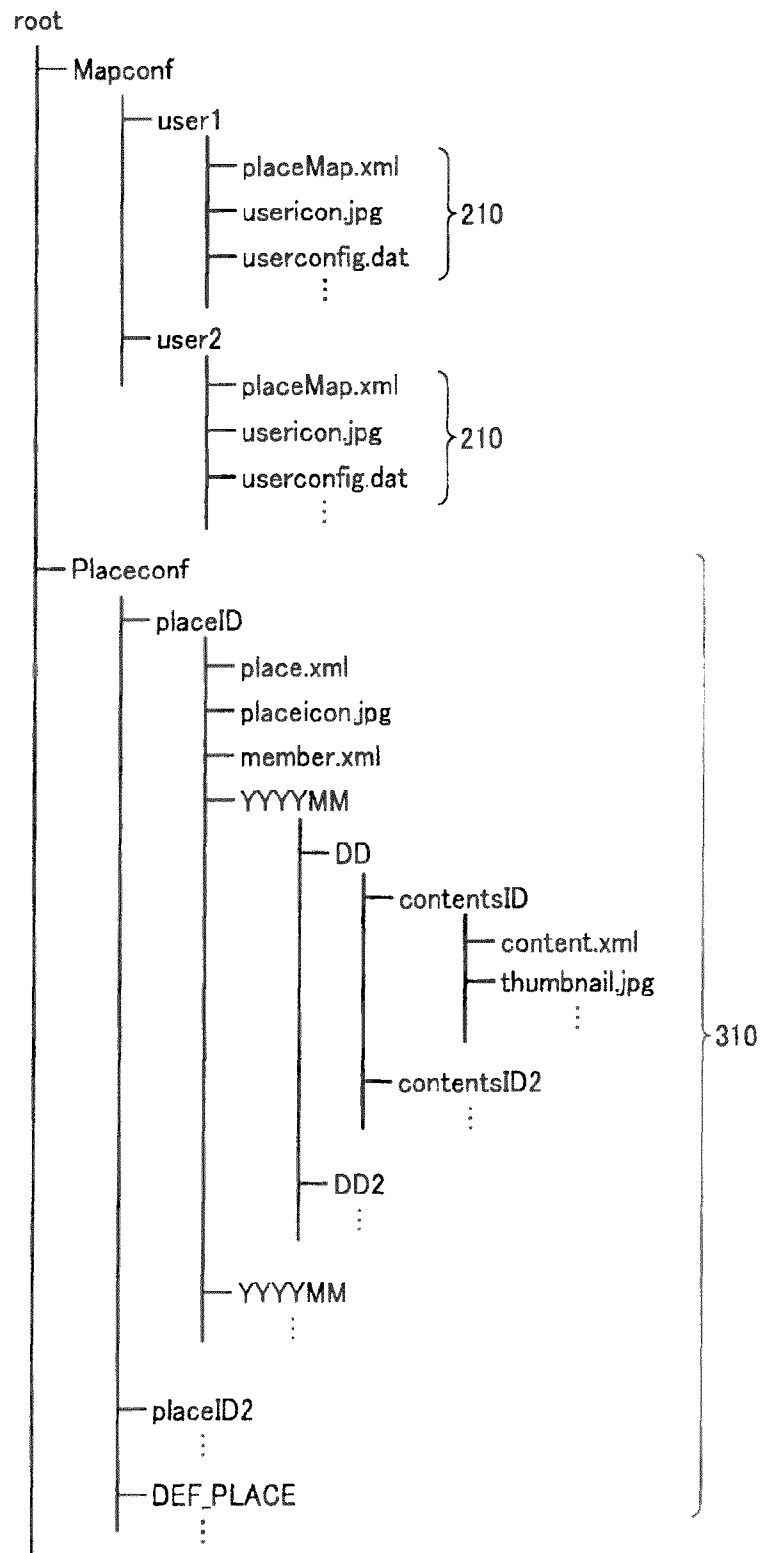 root
Mapconf
user1
placeMap.xml
usericon.jpg
210
userconfig.dat
user2
placeMap.xml
usericon.jpg
210
userconfig.dat
Placeconf
placeID
place.xml
placeicon.jpg
member.xml
YYYYMM
DD
contentsID
content.xml
thumbnail.jpg
310
contentsID2
DD2
YYYYMM
placeID2
DEF_PLACE